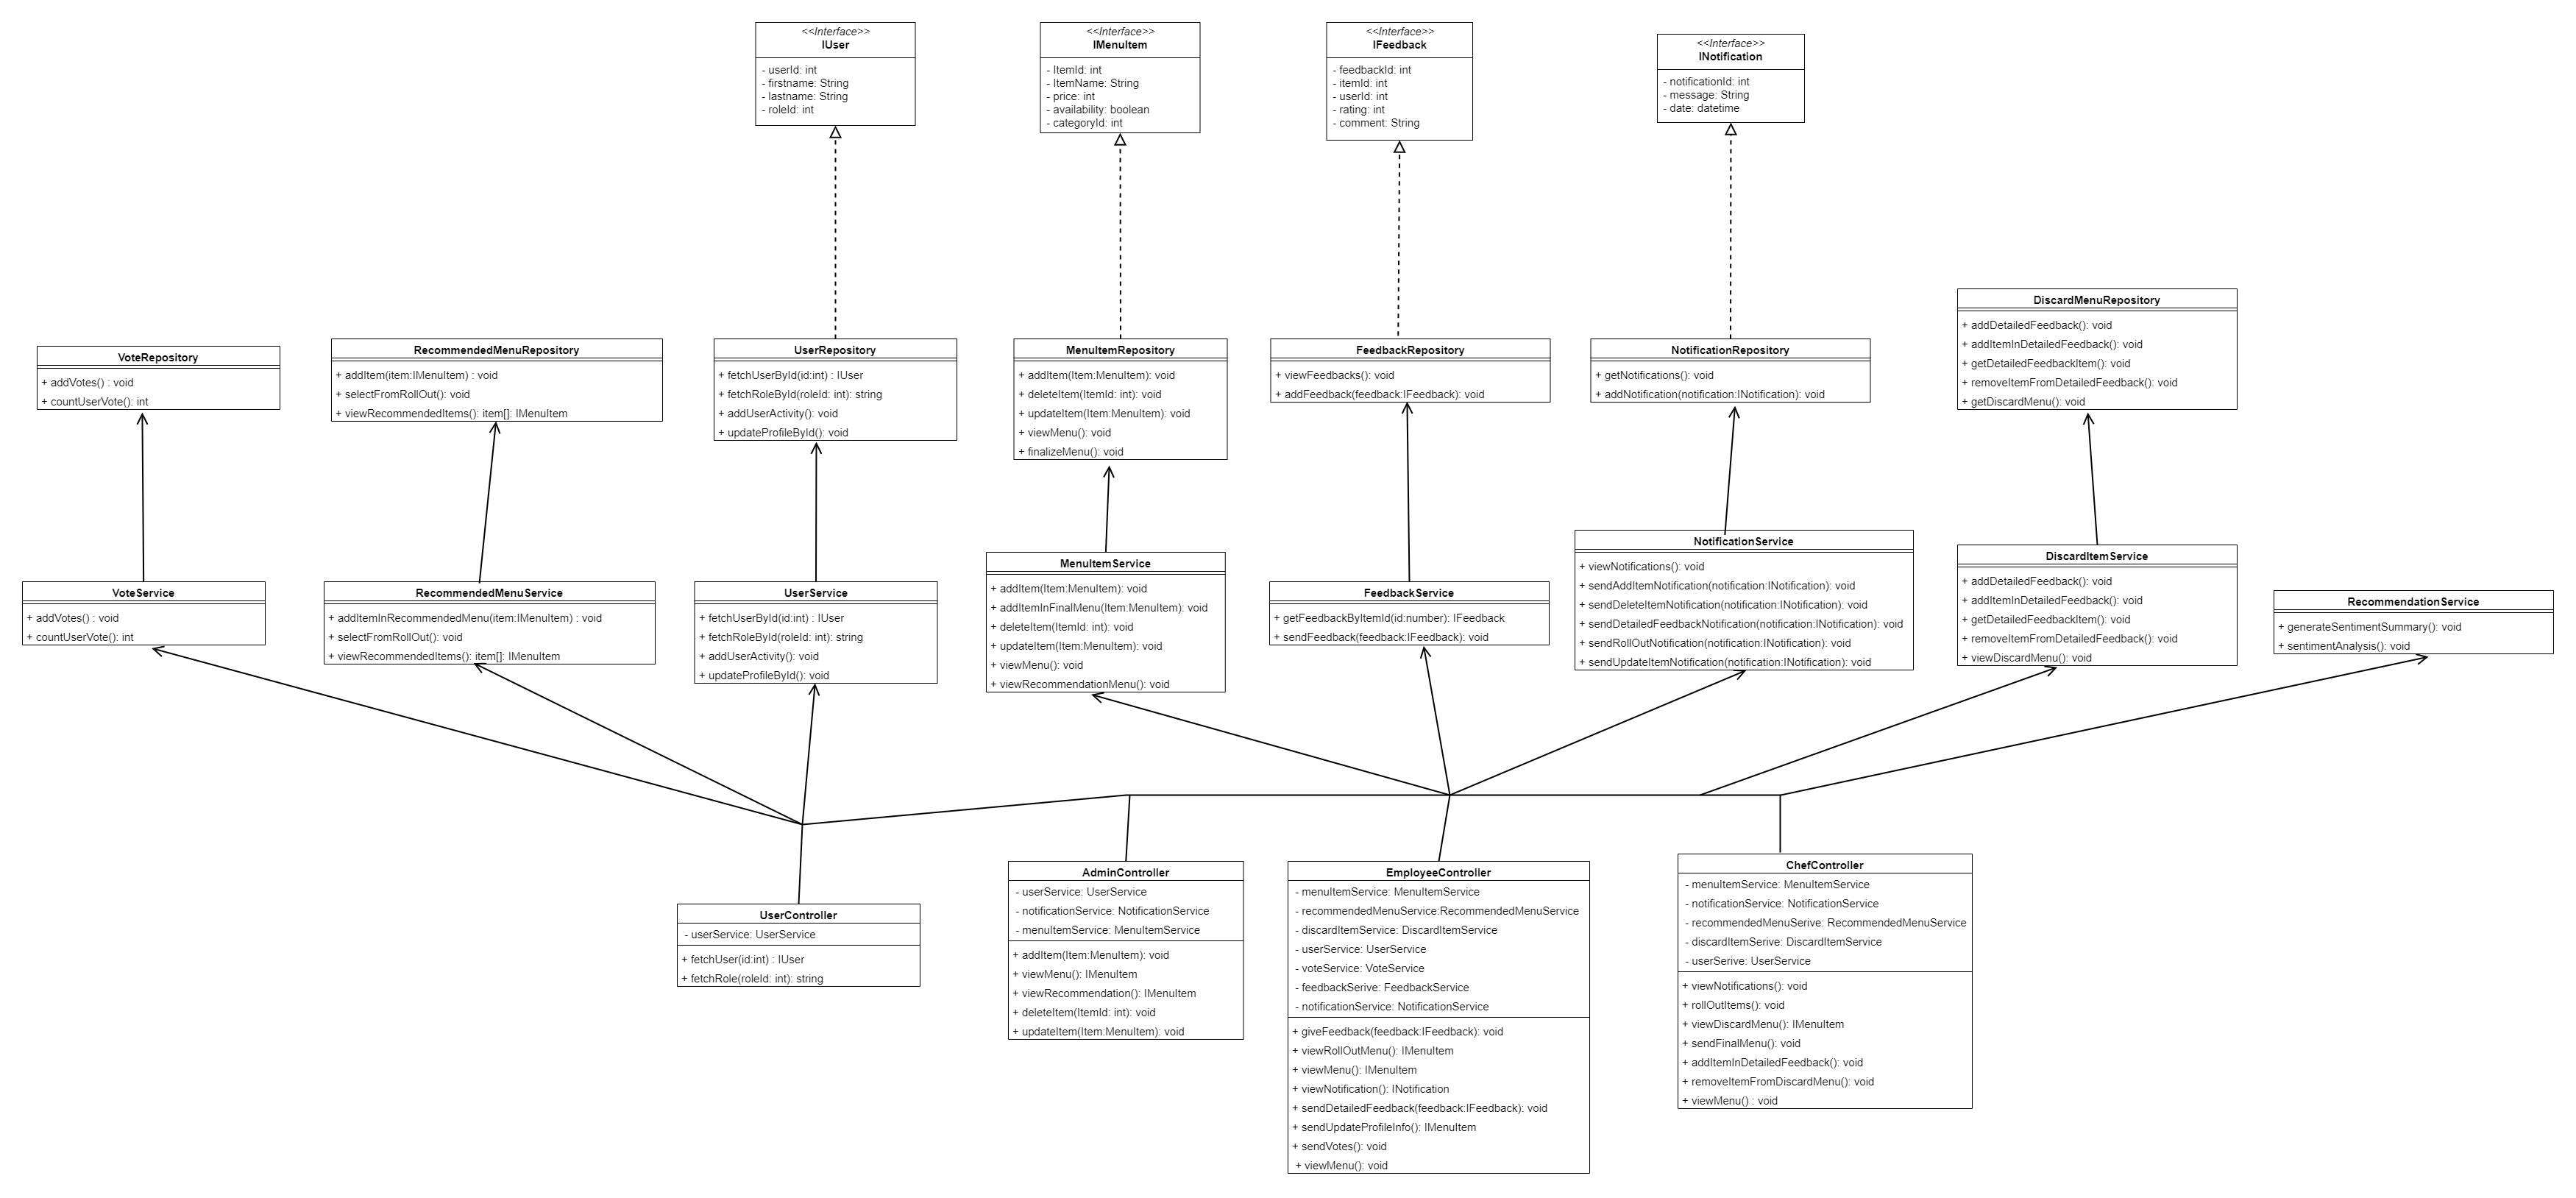 <<Interface>>
IUser
- userId: int
- firstname: String
- lastname: String
- roleId: int
<<Interface>>
IMenuItem
- ItemId: int
- ItemName: String
- price: int
- availability: boolean
- categoryId: int
<<Interface>>
IFeedback
- feedbackId: int
- itemId: int
- userId: int
- rating: int
- comment: String
<<Interface>>
INotification
- notificationId: int
- message: String
- date: datetime
VoteRepository
+ addVotes() : void
+ countUserVote(): int
RecommendedMenuRepository
+ addItem(item:IMenuItem) : void
+ selectFromRollOut(): void
+ viewRecommendedItems(): item[]: IMenuItem
UserRepository
+ fetchUserById(id:int) : IUser
+ fetchRoleById(roleId: int): string
+ addUserActivity(): void
+ updateProfileById(): void
MenuItemRepository
+ addItem(Item:MenuItem): void
+ deleteItem(ItemId: int): void
+ updateItem(Item:MenuItem): void
+ viewMenu(): void
+ finalizeMenu(): void
FeedbackRepository
+ viewFeedbacks(): void
+ addFeedback(feedback:IFeedback): void
NotificationRepository
+ getNotifications(): void
+ addNotification(notification:INotification): void
DiscardMenuRepository
+ addDetailedFeedback(): void
+ addItemInDetailedFeedback(): void
+ getDetailedFeedbackItem(): void
+ removeItemFromDetailedFeedback(): void
+ getDiscardMenu(): void
VoteService
+ addVotes() : void
+ countUserVote(): int
RecommendedMenuService
+ addItemInRecommendedMenu(item:IMenuItem) : void
+ selectFromRollOut(): void
+ viewRecommendedItems(): item[]: IMenuItem
UserService
+ fetchUserById(id:int) : IUser
+ fetchRoleById(roleId: int): string
+ addUserActivity(): void
+ updateProfileById(): void
MenuItemService
+ addItem(Item:MenuItem): void
+ addItemInFinalMenu(Item:MenuItem): void
+ deleteItem(ItemId: int): void
+ updateItem(Item:MenuItem): void
+ viewMenu(): void
+ viewRecommendationMenu(): void
FeedbackService
+ getFeedbackByItemId(id:number): IFeedback
+ sendFeedback(feedback:IFeedback): void
NotificationService
+ viewNotifications(): void
+ sendAddItemNotification(notification:INotification): void
+ sendDeleteItemNotification(notification:INotification): void
+ sendDetailedFeedbackNotification(notification:INotification): void
+ sendRollOutNotification(notification:INotification): void
+ sendUpdateItemNotification(notification:INotification): void
DiscardItemService
+ addDetailedFeedback(): void
+ addItemInDetailedFeedback(): void
+ getDetailedFeedbackItem(): void
+ removeItemFromDetailedFeedback(): void
+ viewDiscardMenu(): void
RecommendationService
+ generateSentimentSummary(): void
+ sentimentAnalysis(): void
UserController
- userService: UserService
+ fetchUser(id:int) : IUser
+ fetchRole(roleId: int): string
AdminController
- userService: UserService
- notificationService: NotificationService
- menuItemService: MenuItemService
+ addItem(Item:MenuItem): void
+ viewMenu(): IMenuItem
+ viewRecommendation(): IMenuItem
+ deleteItem(ItemId: int): void
+ updateItem(Item:MenuItem): void
EmployeeController
- menuItemService: MenuItemService
- recommendedMenuService:RecommendedMenuService
- discardItemService: DiscardItemService
- userService: UserService
- voteService: VoteService
- feedbackSerive: FeedbackService
- notificationService: NotificationService
+ giveFeedback(feedback:IFeedback): void
+ viewRollOutMenu(): IMenuItem
+ viewMenu(): IMenuItem
+ viewNotification(): INotification
+ sendDetailedFeedback(feedback:IFeedback): void
+ sendUpdateProfileInfo(): IMenuItem
+ sendVotes(): void
+ viewMenu(): void
ChefController
- menuItemService: MenuItemService
- notificationService: NotificationService
- recommendedMenuSerive: RecommendedMenuService
- discardItemSerive: DiscardItemService
- userSerive: UserService
+ viewNotifications(): void
+ rollOutItems(): void
+ viewDiscardMenu(): IMenuItem
+ sendFinalMenu(): void
+ addItemInDetailedFeedback(): void
+ removeItemFromDiscardMenu(): void
+ viewMenu() : void